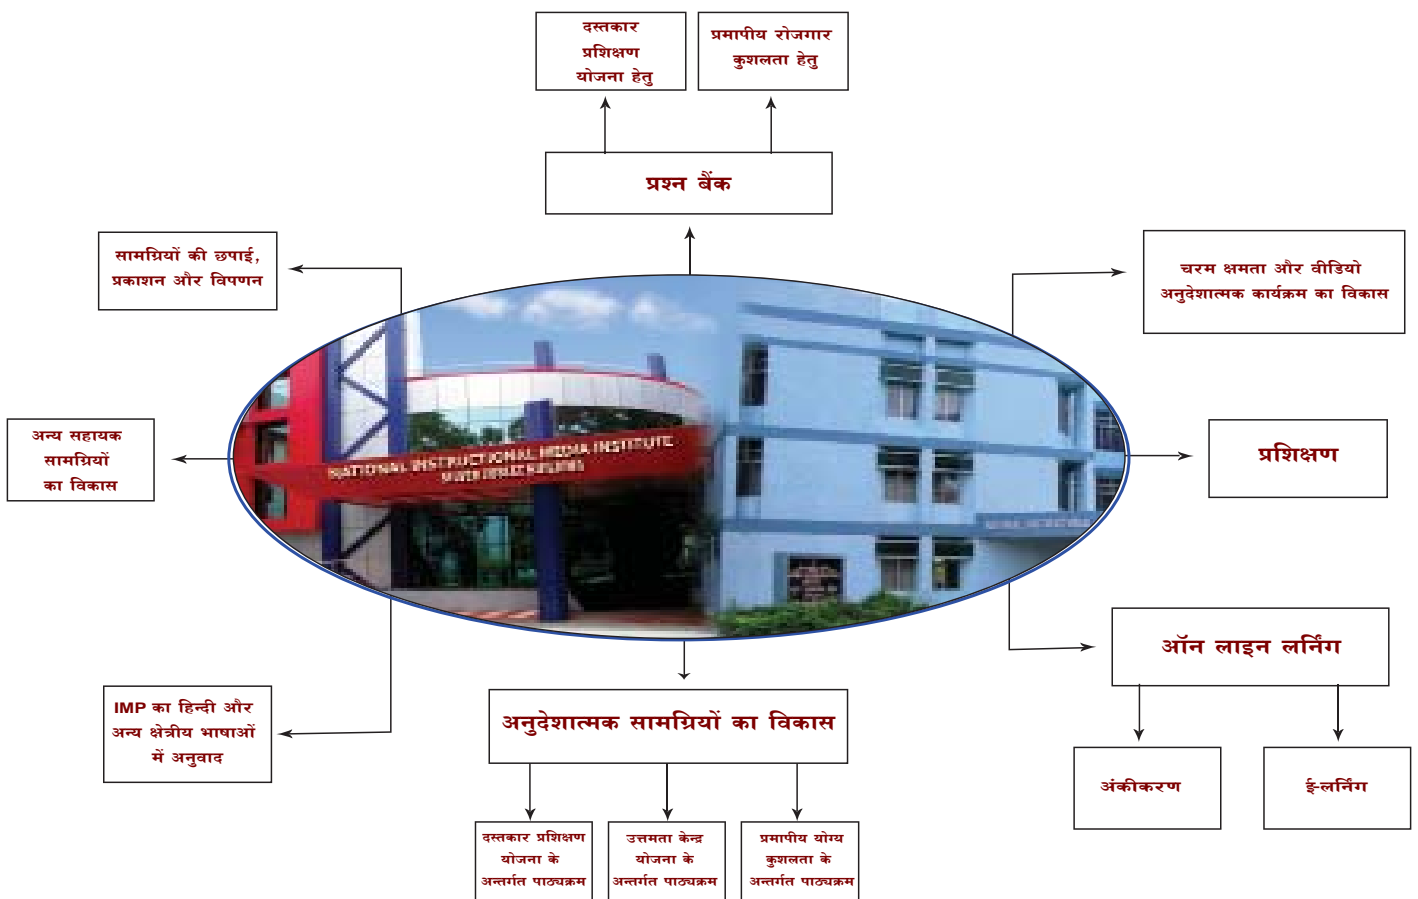 दस्तकार
प्रशिक्षण
योजना हेतु
प्रमापीय रोजगार
कुशलता हेतु
प्रश्न बैंक
सामग्रियों की छपाई,
प्रकाशन और विपणन
चरम क्षमता और वीडियो
अनुदेशात्मक कार्यक्रम का विकास
अन्य सहायक
सामग्रियों
का विकास
NATIONAL INSTRUCTIONAL MEDIA INSTITUTE
प्रशिक्षण
ऑन लाइन लर्निंग
IMP का हिन्दी और
अन्य क्षेत्रीय भाषाओं
में अनुवाद
अनुदेशात्मक सामग्रियों का विकास
अंकीकरण
ई-लर्निंग
दस्तकार प्रशिक्षण
योजना के
अन्तर्गत पाठ्यक्रम
उत्तमता केन्द्र
योजना के
अन्तर्गत पाठ्यक्रम
प्रमापीय योग्य
कुशलता के
अन्तर्गत पाठ्यक्रम